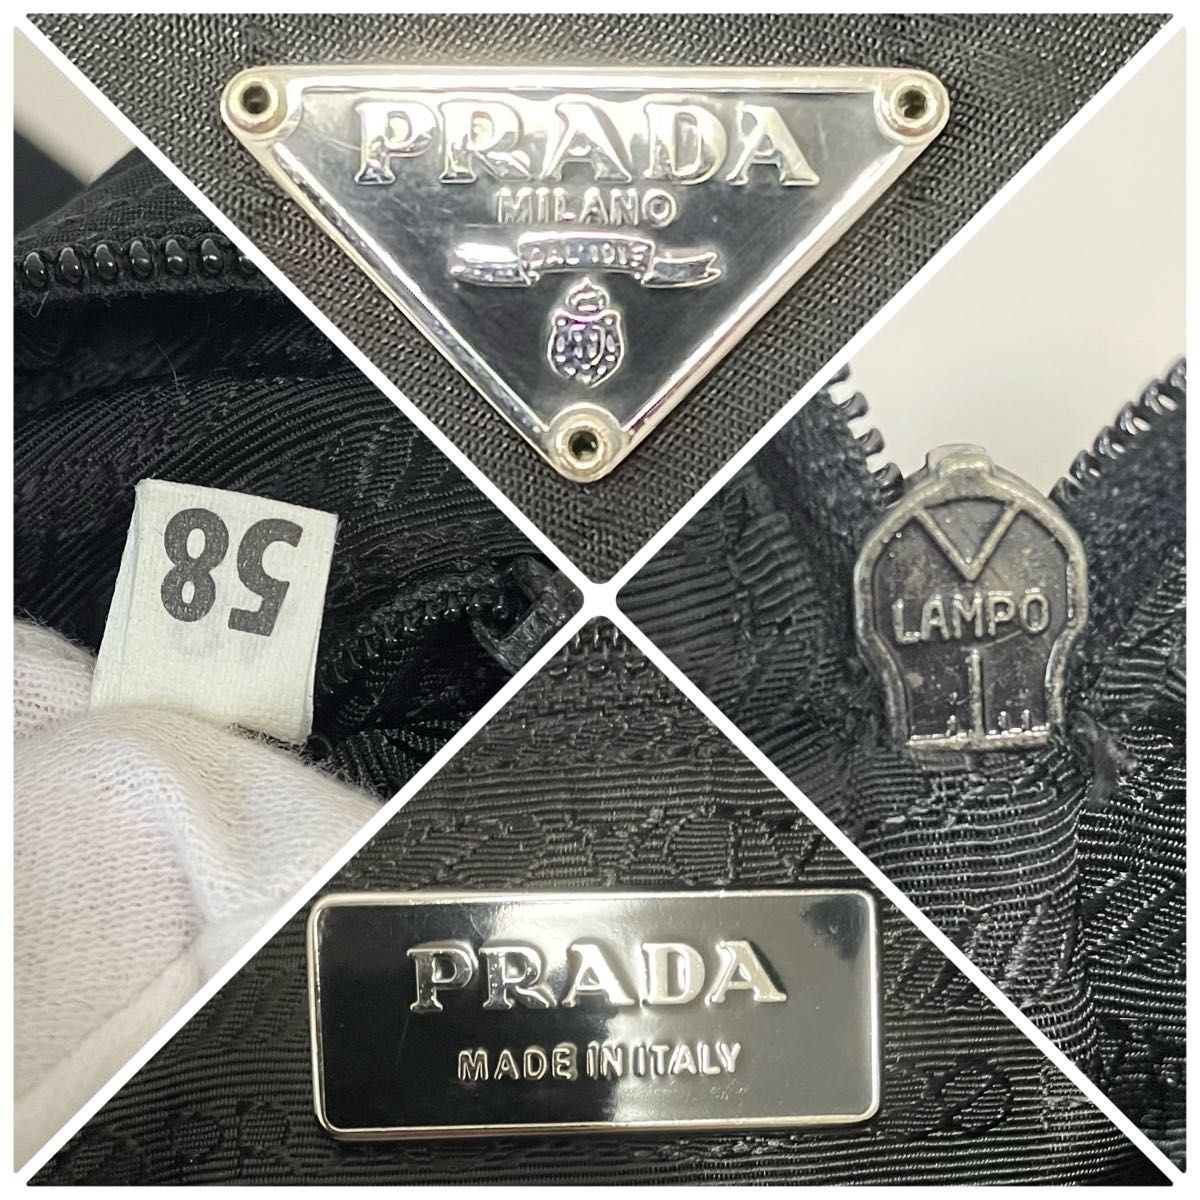 PRADA
MILANO
DAL 1913
58
LAMPO
PRADA
MADE IN ITALY